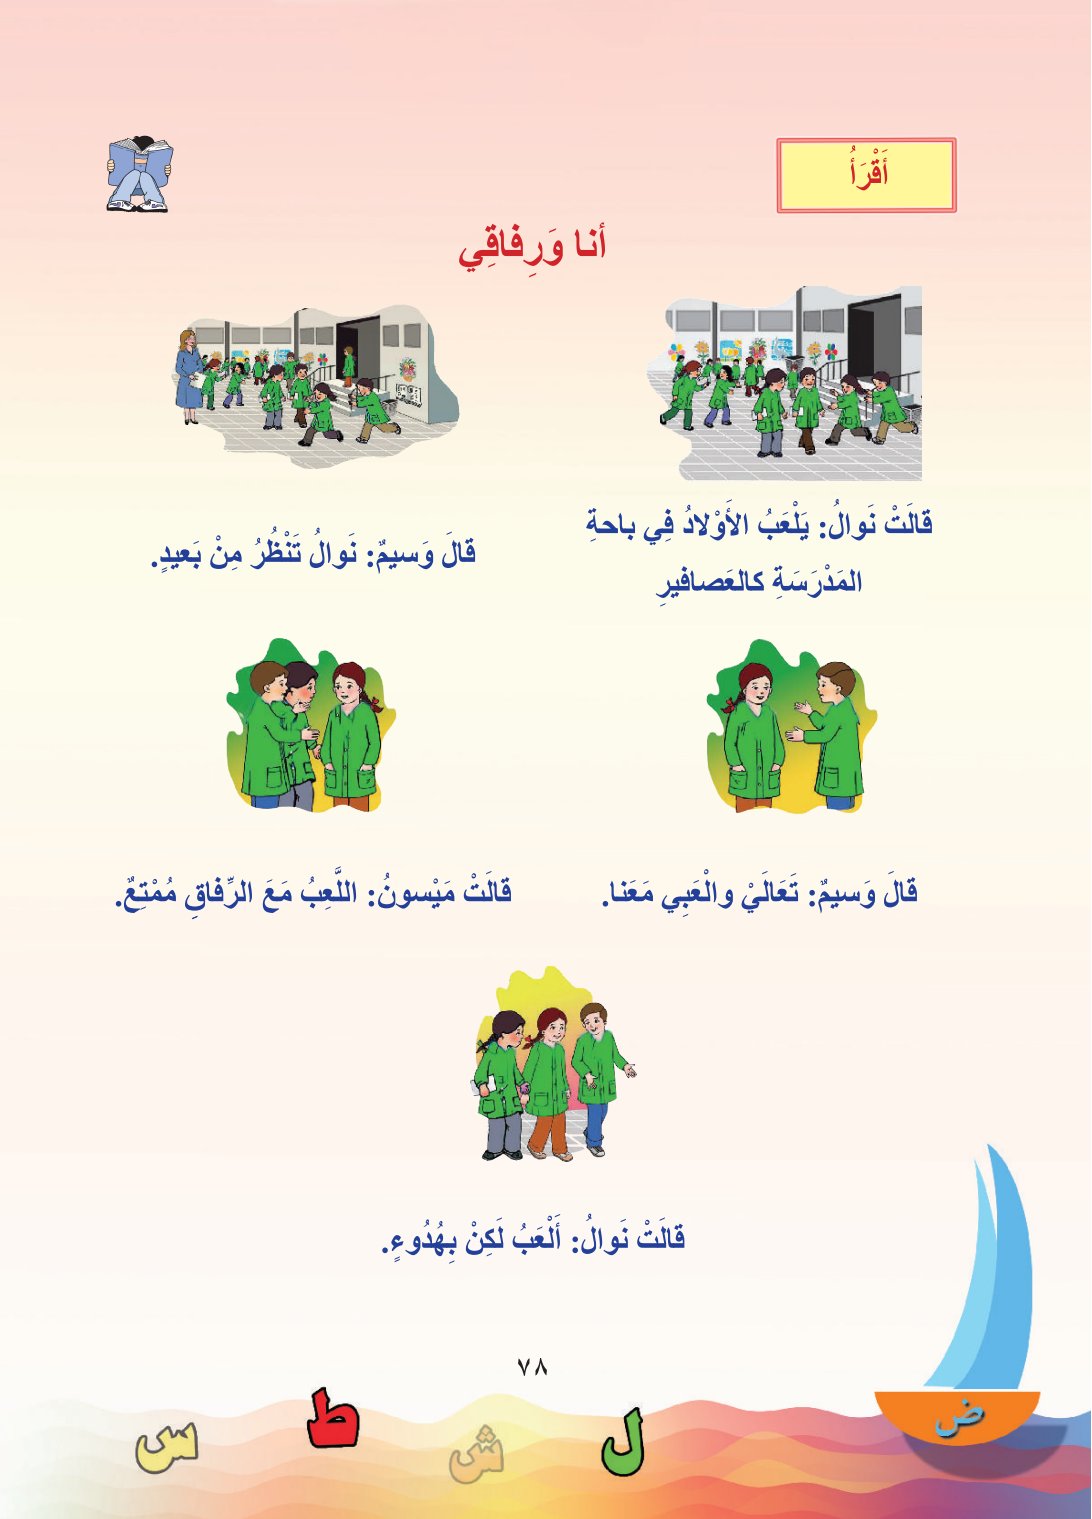 أَقْرَأُ
أنا وَرِفاقِي
قالَتْ نَوالُ: يَلْعَبُ الأَوْلادُ فِي باحةِ
المَدْرَسَةِ كالعَصافيرِ
قالَ وَسيمٌ: نَوالُ تَنْظُرُ مِنْ بَعيدٍ.
قالَ وَسيمٌ: تَعَالَيْ والْعَبِي مَعَنا.
قالَتْ مَيْسونُ: اللَّعِبُ مَعَ الرِّفاقِ مُمْتِعٌ.
قالَتْ نَوالُ: أَلْعَبُ لَكِنْ بِهُدُوءٍ.
٧٨
ض
ل
ش
ط
س